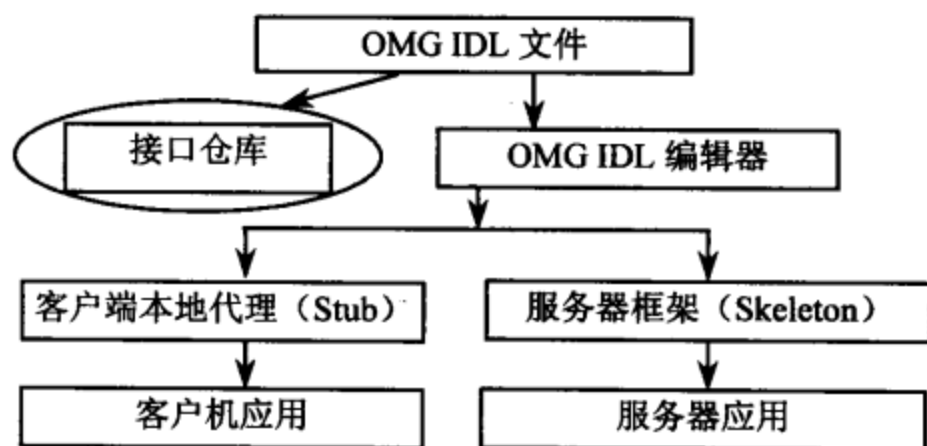 OMG IDL 文件
接口仓库
OMG IDL 编辑器
客户端本地代理（Stub）
服务器框架（Skeleton）
客户机应用
服务器应用